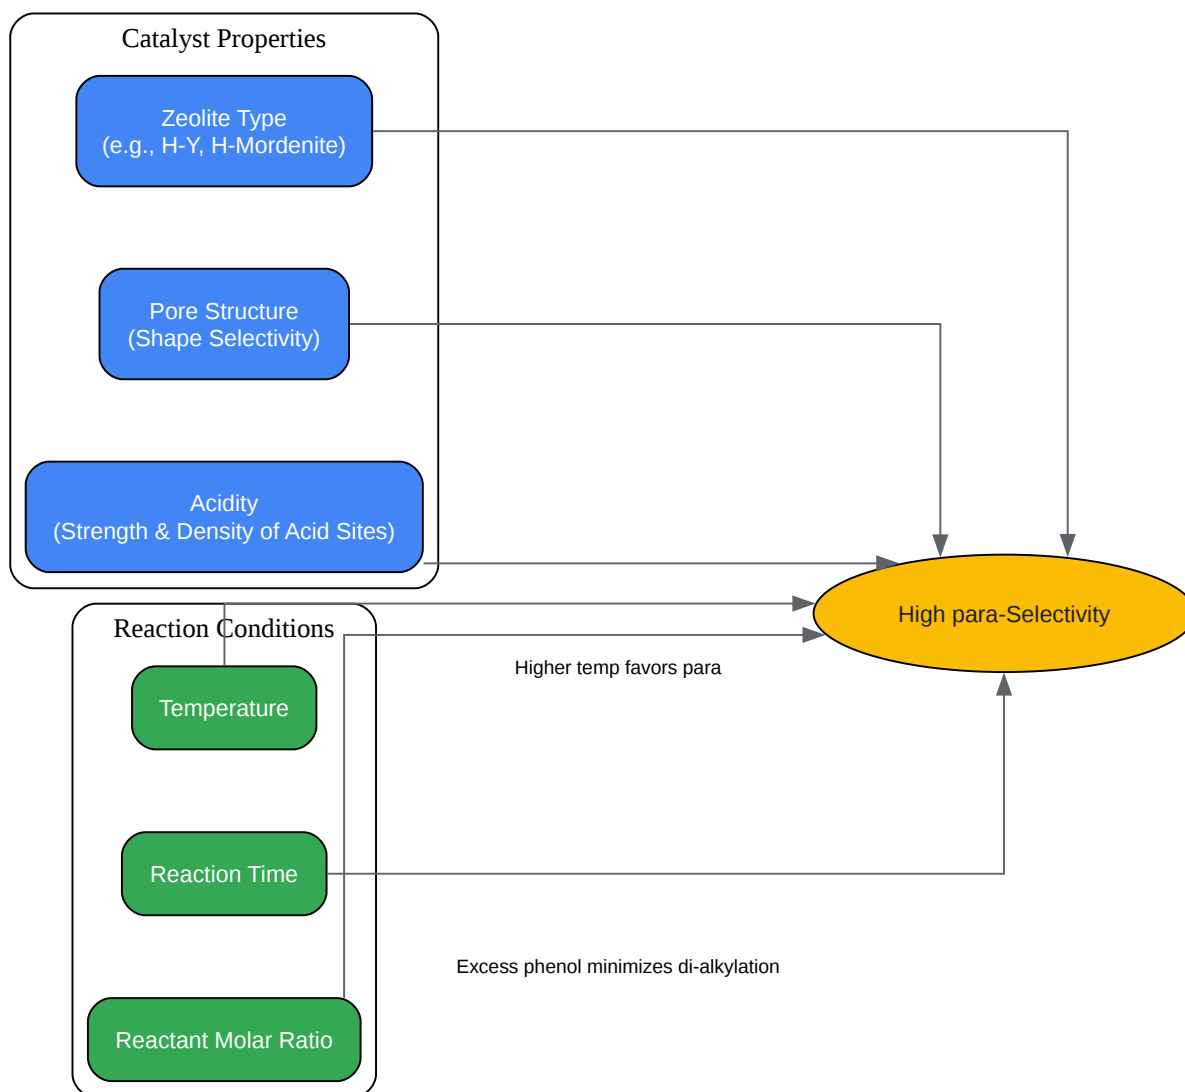 Catalyst Properties
Zeolite Type
(e.g., H-Y, H-Mordenite)
Pore Structure
(Shape Selectivity)
Acidity
(Strength & Density of Acid Sites)
High para-Selectivity
Reaction Conditions
Higher temp favors para
Temperature
Reaction Time
Excess phenol minimizes di-alkylation
Reactant Molar Ratio